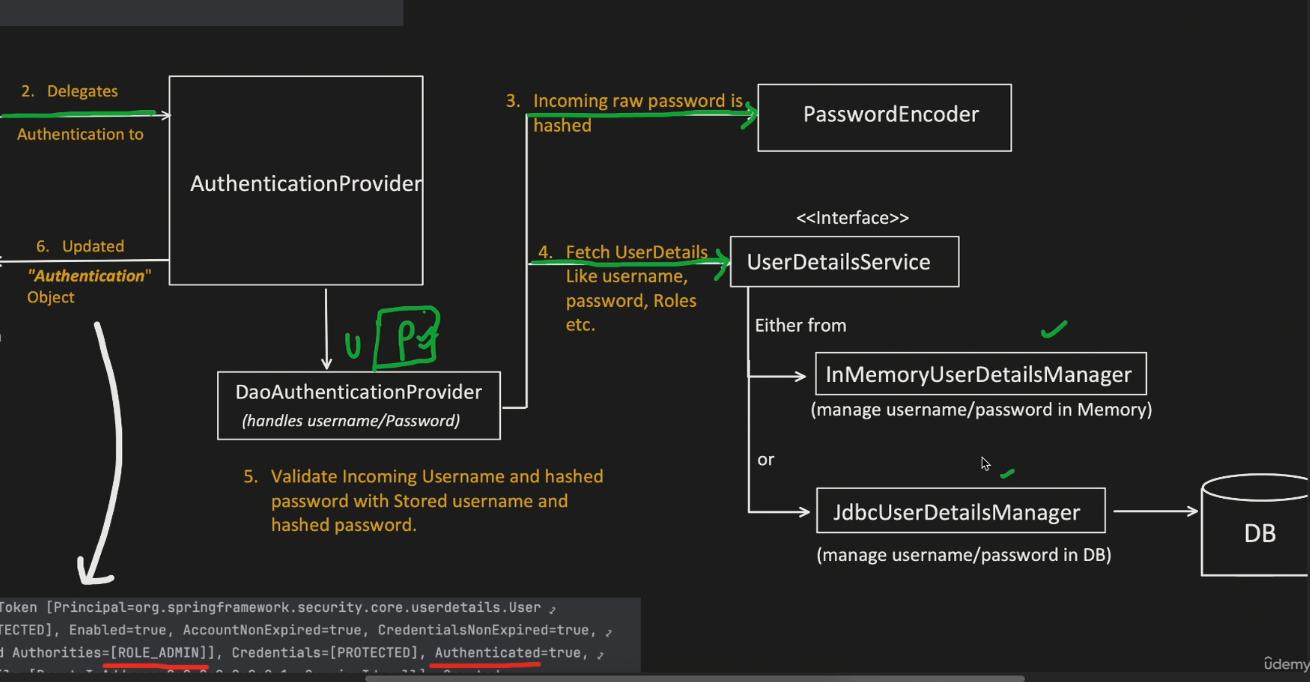 2. Delegates
Authentication to
AuthenticationProvider
6. Updated
"Authentication"
Object
3. Incoming raw password is
hashed
PasswordEncoder
<<Interface>>
4. Fetch UserDetails
Like username,
password, Roles
etc.
UserDetailsService
Either from
U P
InMemoryUserDetailsManager
(manage username/password in Memory)
DaoAuthenticationProvider
(handles username/Password)
or
5. Validate Incoming Username and hashed
password with Stored username and
hashed password.
JdbcUserDetailsManager
(manage username/password in DB)
DB
Token [Principal=org.springframework.security.core.userdetails.User
TECTED], Enabled=true, AccountNonExpired=true, CredentialsNonExpired=true,
d Authorities=[ROLE_ADMIN]], Credentials=[PROTECTED], Authenticated=true,
ûdemy